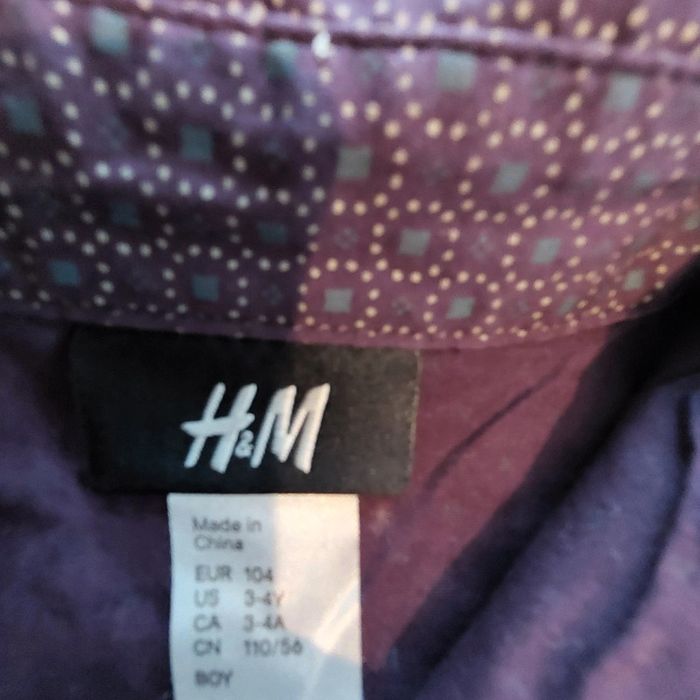 H&M
Made in
China
EUR 104
US 3-4Y
CA 3-4A
CN 110/56
BOY